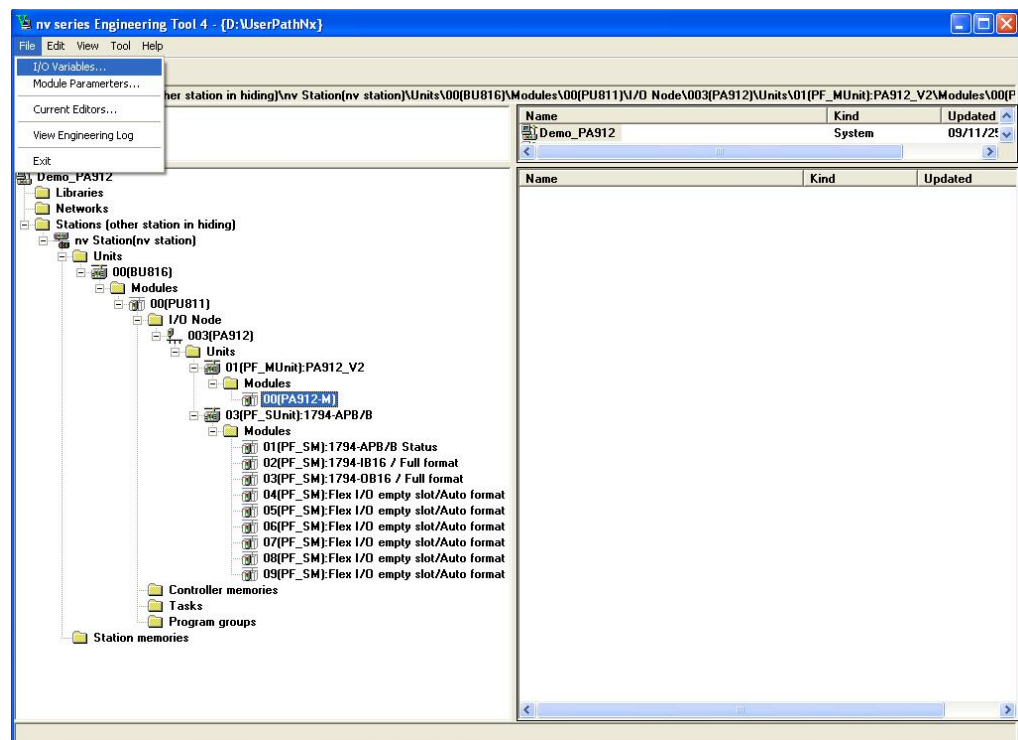 nv series Engineering Tool 4 - {D:\UserPathNx}
File Edit View Tool Help
I/O Variables...
Module Paramerters...
Current Editors...
View Engineering Log
Exit
her station in hiding)\nv Station(nv station)\Units\00(BU816)\Modules\00(PU811)\I/O Node\003(PA912)\Units\01(PF_MUnit):PA912_V2\Modules\00(P
Name Kind Updated
Demo_PA912 System 09/11/25
Demo_PA912
Libraries
Networks
Stations (other station in hiding)
nv Station(nv station)
Units
00(BU816)
Modules
00(PU811)
I/O Node
003(PA912)
Units
01(PF_MUnit):PA912_V2
Modules
00(PA912-M)
03(PF_SUnit):1794-APB/B
Modules
01(PF_SM):1794-APB/B Status
02(PF_SM):1794-IB16 / Full format
03(PF_SM):1794-OB16 / Full format
04(PF_SM):Flex I/O empty slot/Auto format
05(PF_SM):Flex I/O empty slot/Auto format
06(PF_SM):Flex I/O empty slot/Auto format
07(PF_SM):Flex I/O empty slot/Auto format
08(PF_SM):Flex I/O empty slot/Auto format
09(PF_SM):Flex I/O empty slot/Auto format
Controller memories
Tasks
Program groups
Station memories
Name Kind Updated